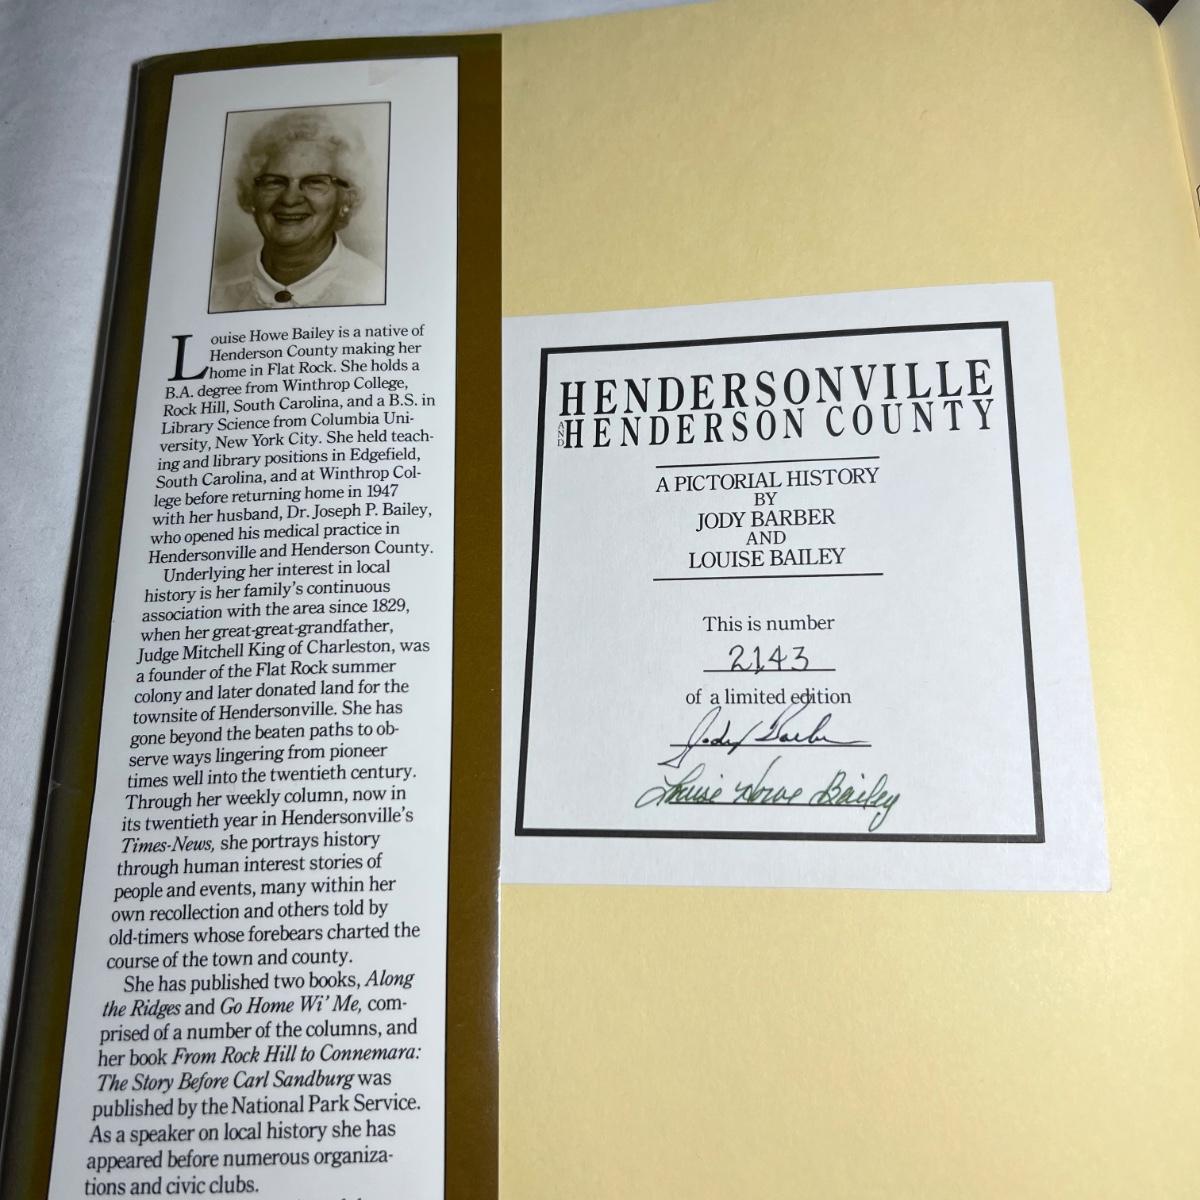 Louise Howe Bailey is a native of
Henderson County making her
home in Flat Rock. She holds a
B.A. degree from Winthrop College,
Rock Hill, South Carolina, and a B.S. in
Library Science from Columbia Uni-
versity, New York City. She held teach-
ing and library positions in Edgefield,
South Carolina, and at Winthrop Col-
lege before returning home in 1947
with her husband, Dr. Joseph P. Bailey,
who opened his medical practice in
Hendersonville and Henderson County.
Underlying her interest in local
history is her family's continuous
association with the area since 1829,
when her great-great-grandfather,
Judge Mitchell King of Charleston, was
a founder of the Flat Rock summer
colony and later donated land for the
townsite of Hendersonville. She has
gone beyond the beaten paths to ob-
serve ways lingering from pioneer
times well into the twentieth century.
Through her weekly column, now in
its twentieth year in Hendersonville's
Times-News, she portrays history
through human interest stories of
people and events, many within her
own recollection and others told by
old-timers whose forebears charted the
course of the town and county.
She has published two books, Along
the Ridges and Go Home Wi' Me, com-
prised of a number of the columns, and
her book From Rock Hill to Connemara:
The Story Before Carl Sandburg was
published by the National Park Service.
As a speaker on local history she has
appeared before numerous organiza-
tions and civic clubs.
HENDERSONVILLE
AND HENDERSON COUNTY
A PICTORIAL HISTORY
BY
JODY BARBER
AND
LOUISE BAILEY
This is number
2143
of a limited edition
Jody Barber
Louise Howe Bailey